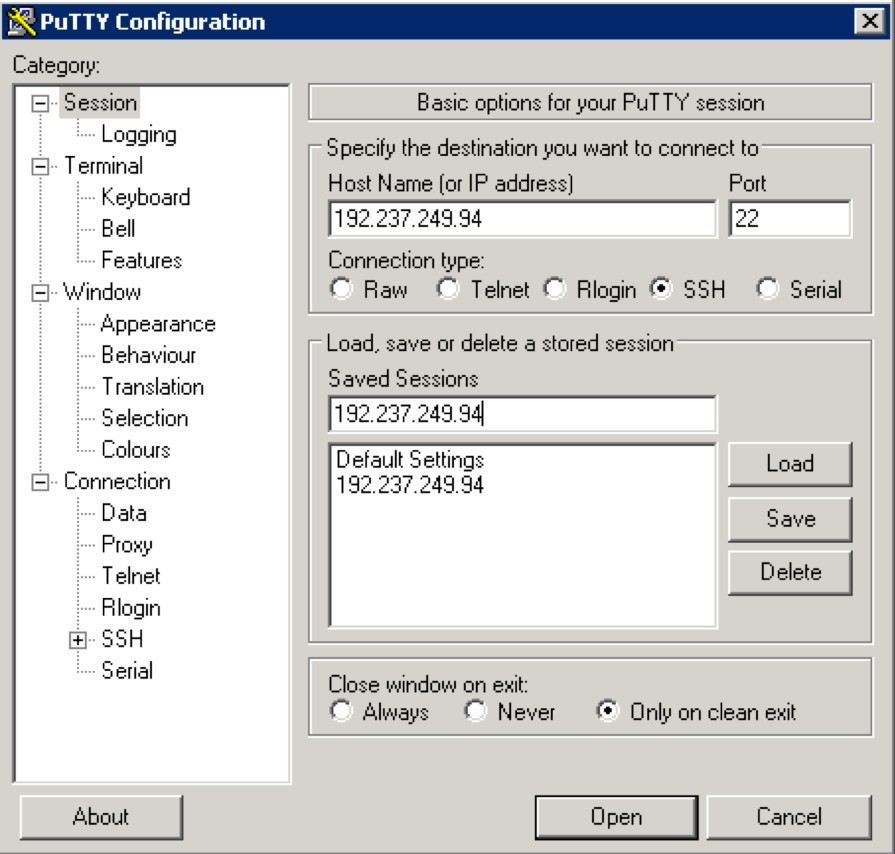 PuTTY Configuration
Category:
Session
Logging
Terminal
Keyboard
Bell
Features
Window
Appearance
Behaviour
Translation
Selection
Colours
Connection
Data
Proxy
Telnet
Rlogin
SSH
Serial
Basic options for your PuTTY session
Specify the destination you want to connect to
Host Name (or IP address) Port
192.237.249.94 22
Connection type:
Raw Telnet Rlogin SSH Serial
Load, save or delete a stored session
Saved Sessions
192.237.249.94
Default Settings
192.237.249.94
Load
Save
Delete
Close window on exit:
Always Never Only on clean exit
About Open Cancel